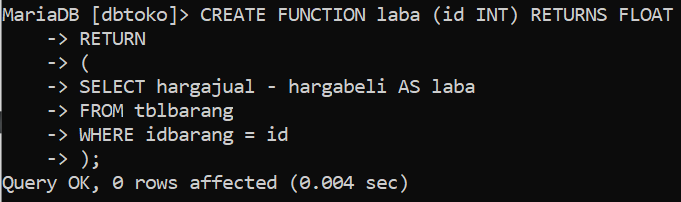 MariaDB [dbtoko]> CREATE FUNCTION laba (id INT) RETURNS FLOAT
    -> RETURN
    -> (
    -> SELECT hargajual - hargabeli AS laba
    -> FROM tblbarang
    -> WHERE idbarang = id
    -> );
Query OK, 0 rows affected (0.004 sec)